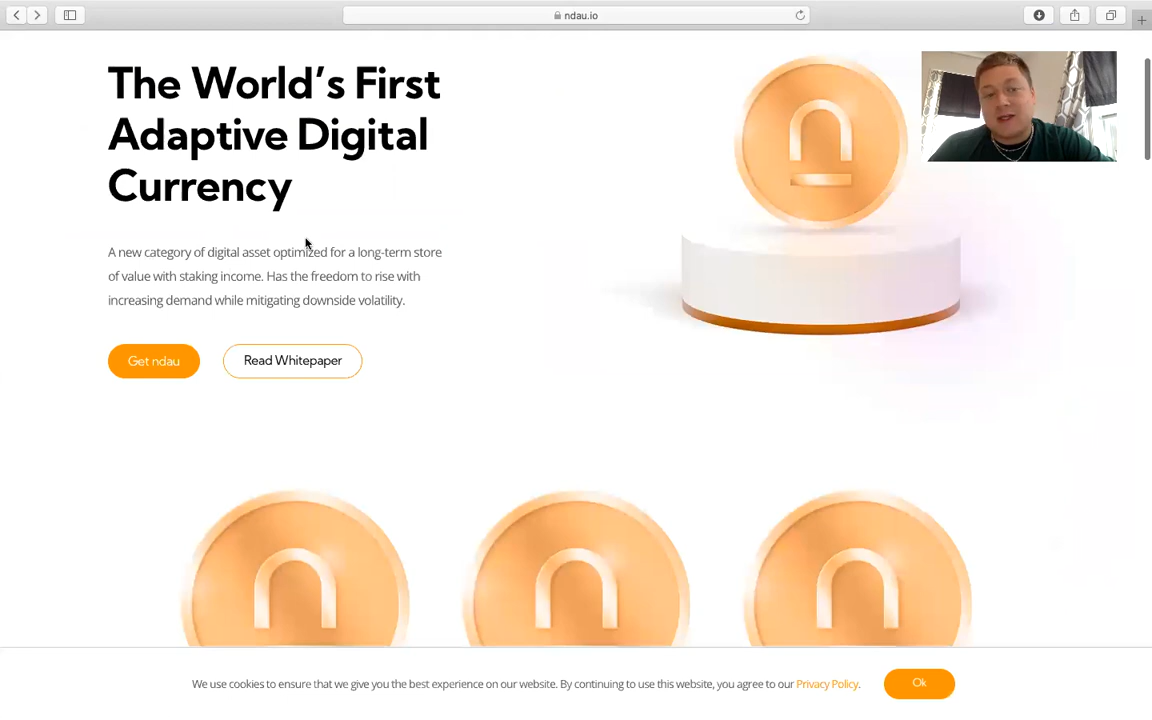 ndau.io
The World’s First
Adaptive Digital
Currency
A new category of digital asset optimized for a long-term store
of value with staking income. Has the freedom to rise with
increasing demand while mitigating downside volatility.
Get ndau
Read Whitepaper
We use cookies to ensure that we give you the best experience on our website. By continuing to use this website, you agree to our Privacy Policy.
Ok